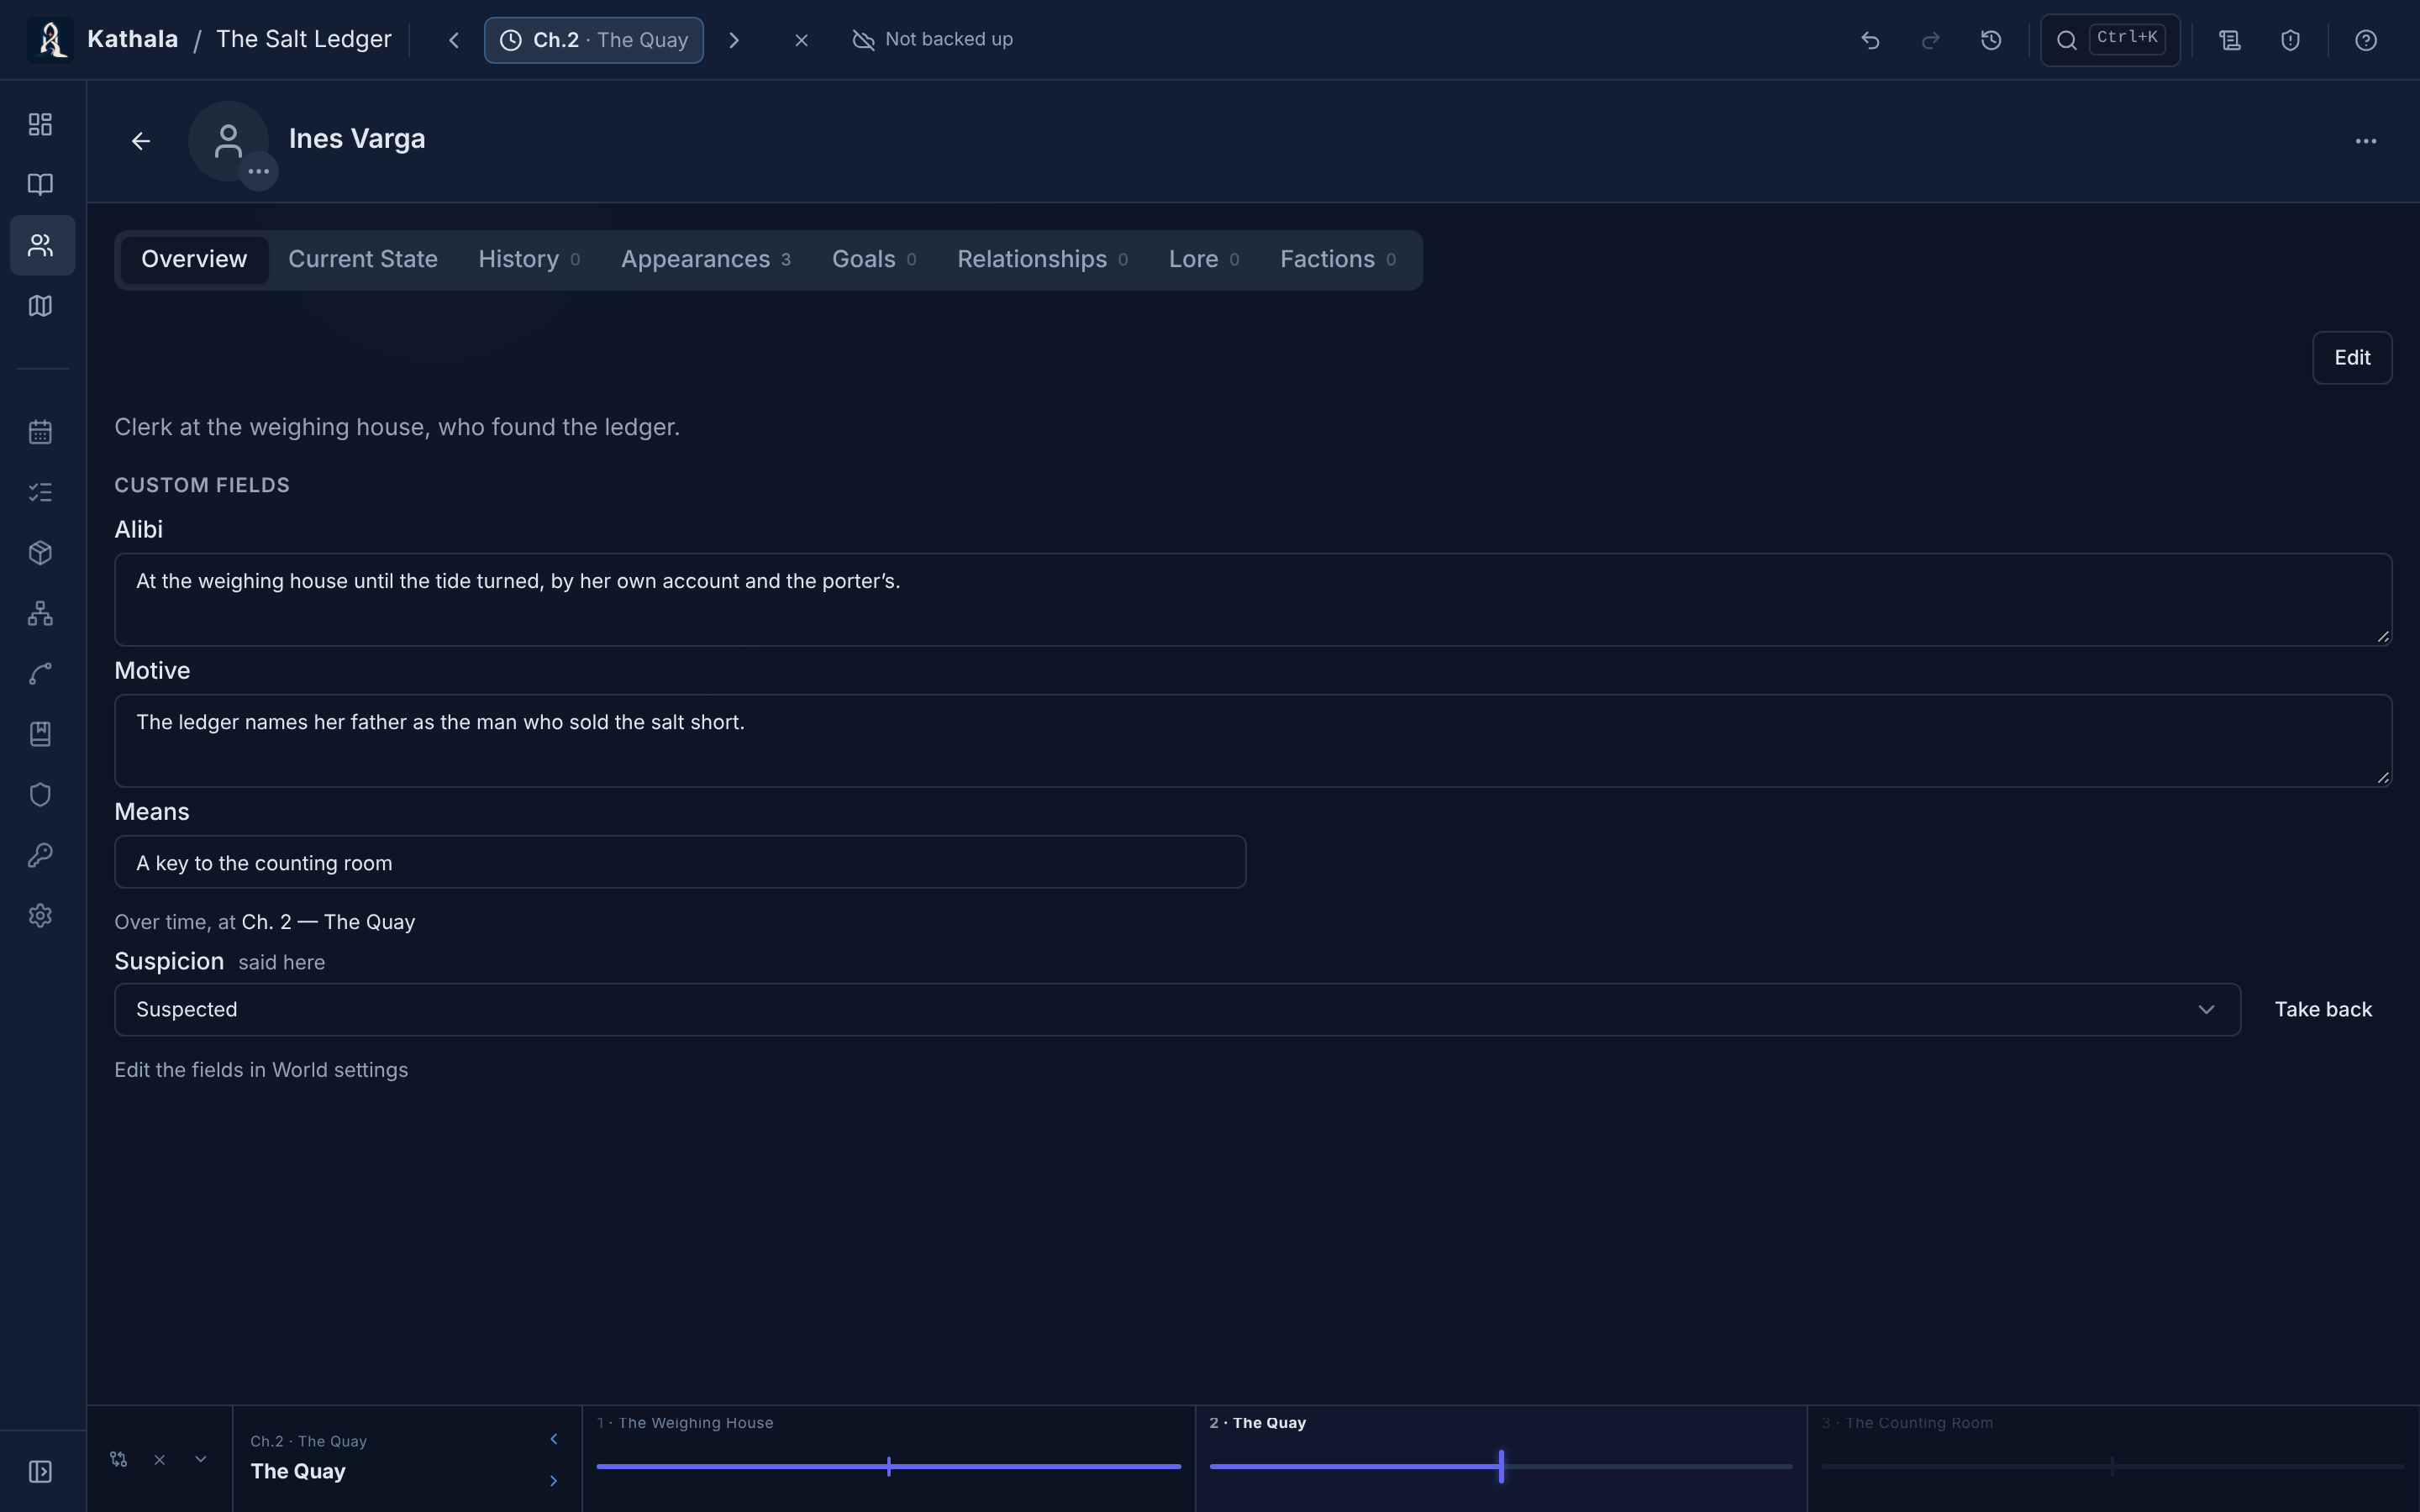 Kathala / The Salt Ledger
Ch.2 · The Quay
Not backed up
Ctrl+K
Ines Varga
Overview
Current State
History 0
Appearances 3
Goals 0
Relationships 0
Lore 0
Factions 0
Edit
Clerk at the weighing house, who found the ledger.
CUSTOM FIELDS
Alibi
At the weighing house until the tide turned, by her own account and the porter’s.
Motive
The ledger names her father as the man who sold the salt short.
Means
A key to the counting room
Over time, at Ch. 2 — The Quay
Suspicion said here
Suspected
Take back
Edit the fields in World settings
Ch.2 · The Quay
The Quay
1 · The Weighing House
2 · The Quay
3 · The Counting Room